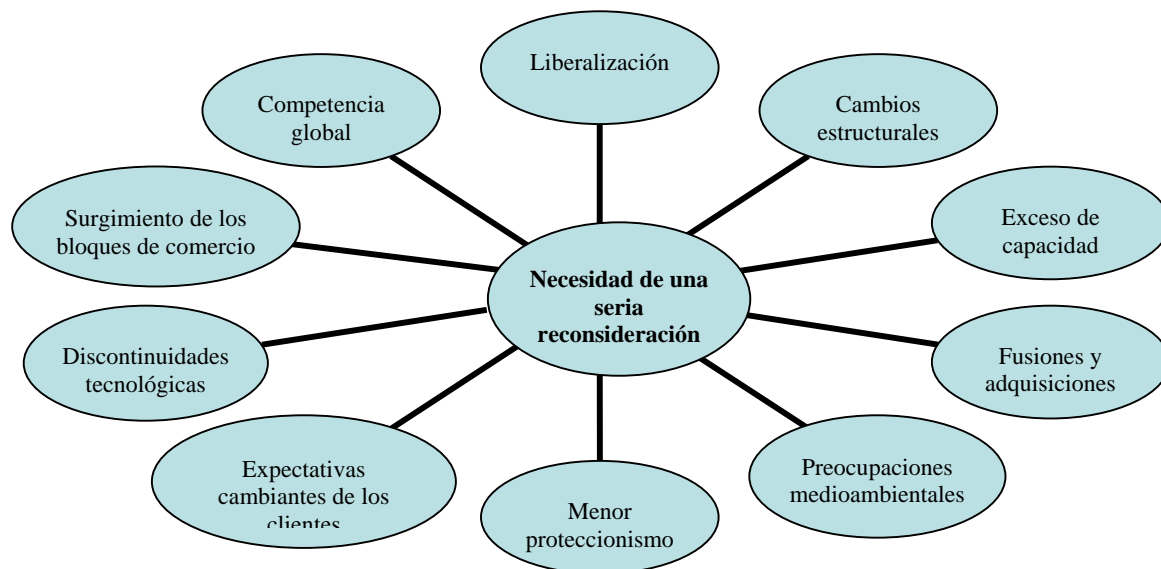 Liberalización
Competencia
global
Cambios
estructurales
Surgimiento de los
bloques de comercio
Exceso de
capacidad
Necesidad de una
seria
reconsideración
Discontinuidades
tecnológicas
Fusiones y
adquisiciones
Expectativas
cambiantes de los
clientes
Preocupaciones
medioambientales
Menor
proteccionismo